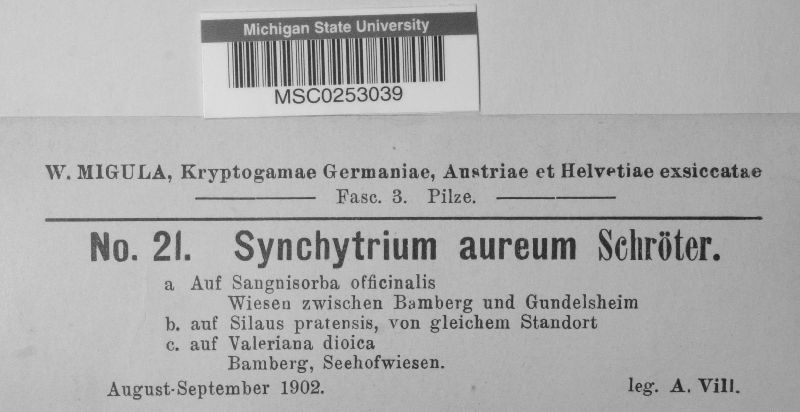 Michigan State University
MSC0253039
W. MIGULA, Kryptogamae Germaniae, Austriae et Helvetiae exsiccatae
Fasc. 3. Pilze.
No. 21. Synchytrium aureum Schröter.
a Auf Sangnisorba officinalis
Wiesen zwischen Bamberg und Gundelsheim
b. auf Silaus pratensis, von gleichem Standort
c. auf Valeriana dioica
Bamberg, Seehofwiesen.
August-September 1902. leg. A. Vill.